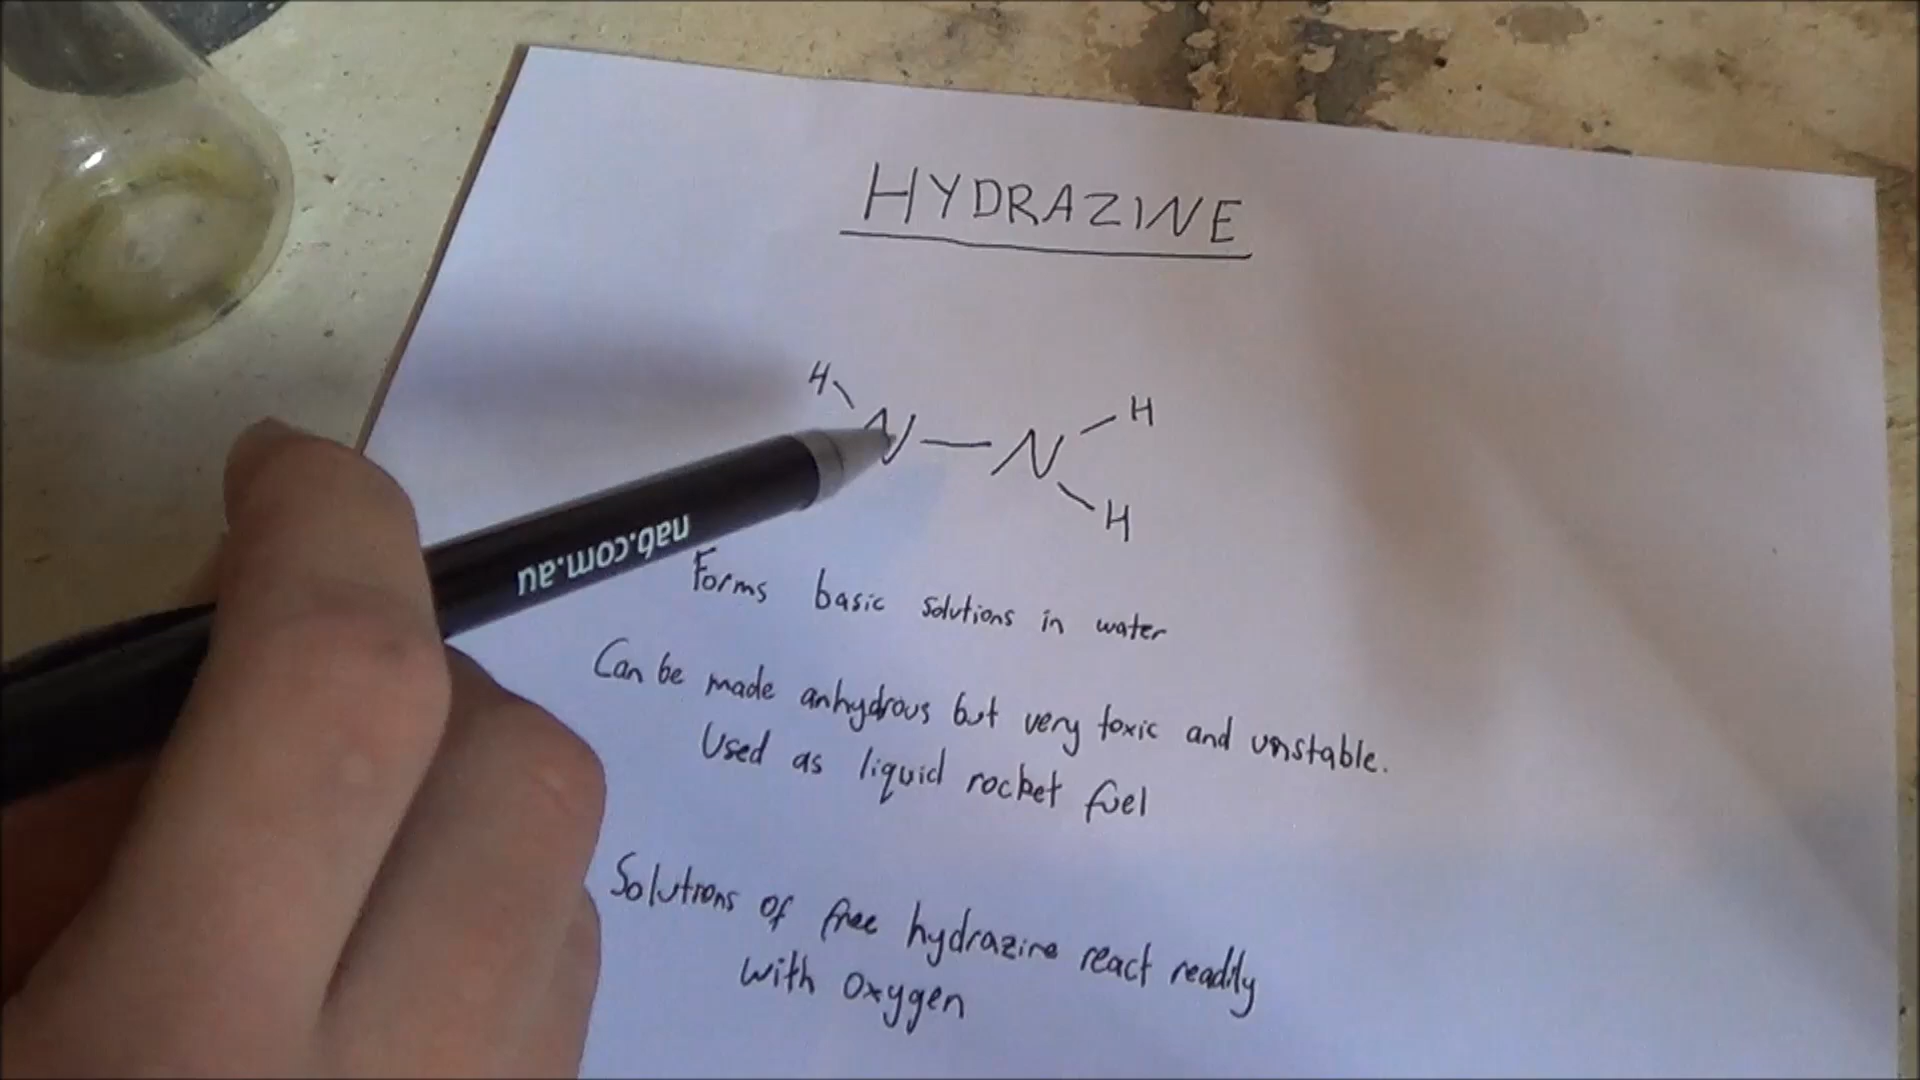 HYDRAZINE
H H
N — N
H
nab.com.au
Forms basic solutions in water
Can be made anhydrous but very toxic and unstable.
Used as liquid rocket fuel
Solutions of free hydrazine react readily
with oxygen